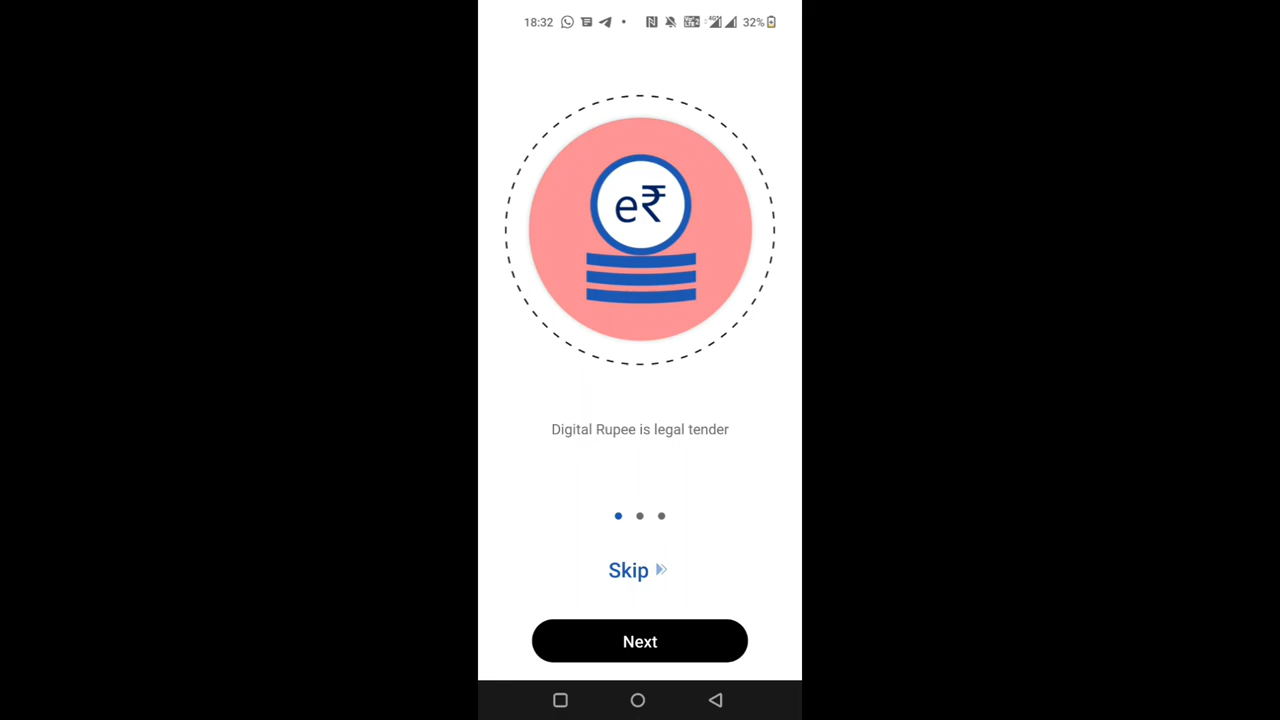 18:32
32%
e₹
Digital Rupee is legal tender
Skip
Next